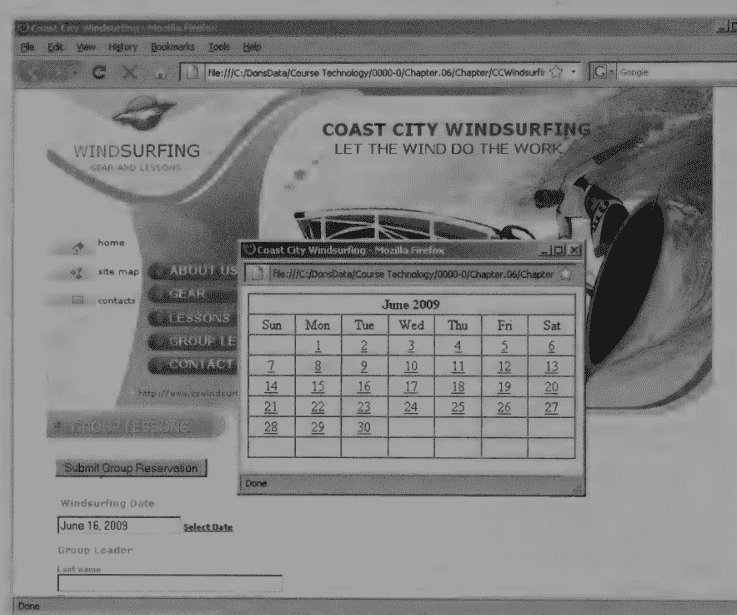 Coast City Windsurfing - Mozilla Firefox
File Edit View History Bookmarks Tools Help
file:///C:/DonsData/Course Technology/0000-0/Chapter.06/Chapter/CCWindsurfir
Google
WINDSURFING
GEAR AND LESSONS
COAST CITY WINDSURFING
LET THE WIND DO THE WORK
home
site map
contacts
ABOUT US
GEAR
LESSONS
GROUP LE
CONTACT
http://www.ccwindsurf
GROUP LESSONS
Coast City Windsurfing - Mozilla Firefox
file:///C:/DonsData/Course Technology/0000-0/Chapter.06/Chapter
June 2009
Sun Mon Tue Wed Thu Fri Sat
1 2 3 4 5 6
7 8 9 10 11 12 13
14 15 16 17 18 19 20
21 22 23 24 25 26 27
28 29 30
Done
Submit Group Reservation
Windsurfing Date
June 16, 2009 Select Date
Group Leader
Last name
Done